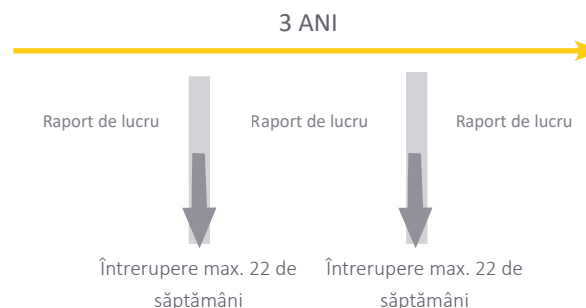 3 ANI
Raport de lucru
Raport de lucru
Raport de lucru
Întrerupere max. 22 de
săptămâni
Întrerupere max. 22 de
săptămâni